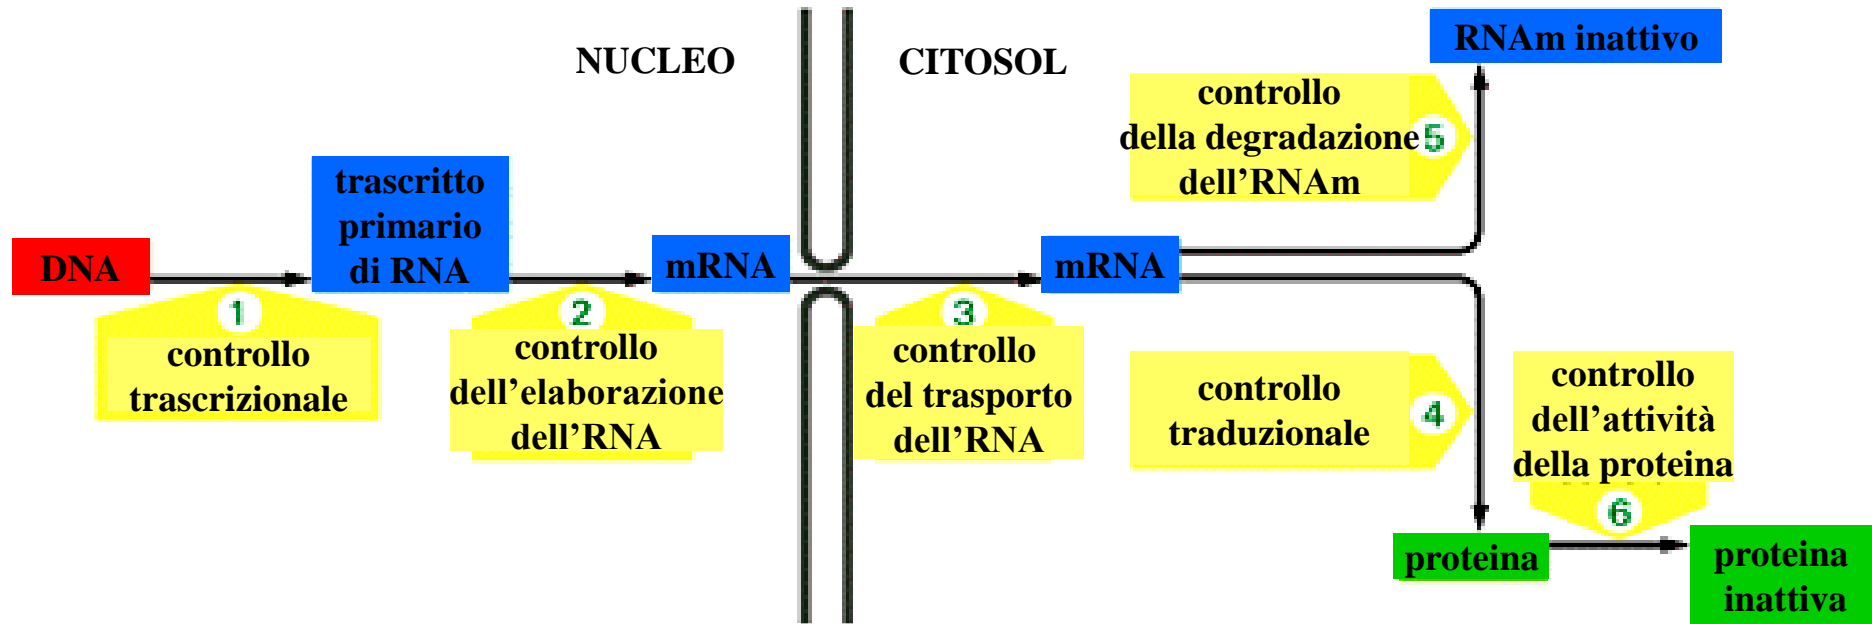 NUCLEO
CITOSOL
DNA
1
controllo
trascrizionale
trascritto
primario
di RNA
2
controllo
dell’elaborazione
dell’RNA
mRNA
3
controllo
del trasporto
dell’RNA
mRNA
controllo
della degradazione
dell’RNAm
5
RNAm inattivo
controllo
traduzionale
4
controllo
dell’attività
della proteina
6
proteina
proteina
inattiva